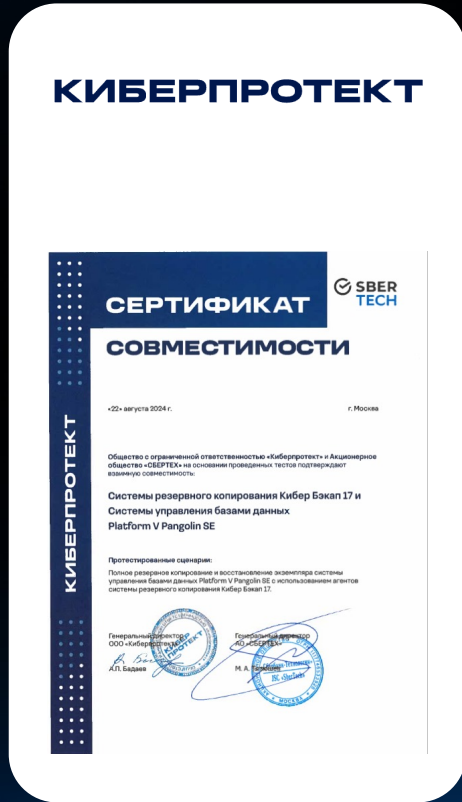 КИБЕРПРОТЕКТ
СЕРТИФИКАТ
SBER
TECH
СОВМЕСТИМОСТИ
«22» августа 2024 г.
г. Москва
КИБЕРПРОТЕКТ
Общество с ограниченной ответственностью «Киберпротект» и Акционерное
общество «СБЕРТЕХ» на основании проведенных тестов подтверждают
взаимную совместимость:
Системы резервного копирования Кибер Бэкап 17 и
Системы управления базами данных
Platform V Pangolin SE
Протестированные сценарии:
Полное резервное копирование и восстановление экземпляра системы
управления базами данных Platform V Pangolin SE с использованием агентов
системы резервного копирования Кибер Бэкап 17.
Генеральный директор
ООО «Киберпротект»
А.П. Бадаев
Генеральный директор
АО «СБЕРТЕХ»
М. А.
КИБЕР
ПРОТЕКТ
МОСКВА